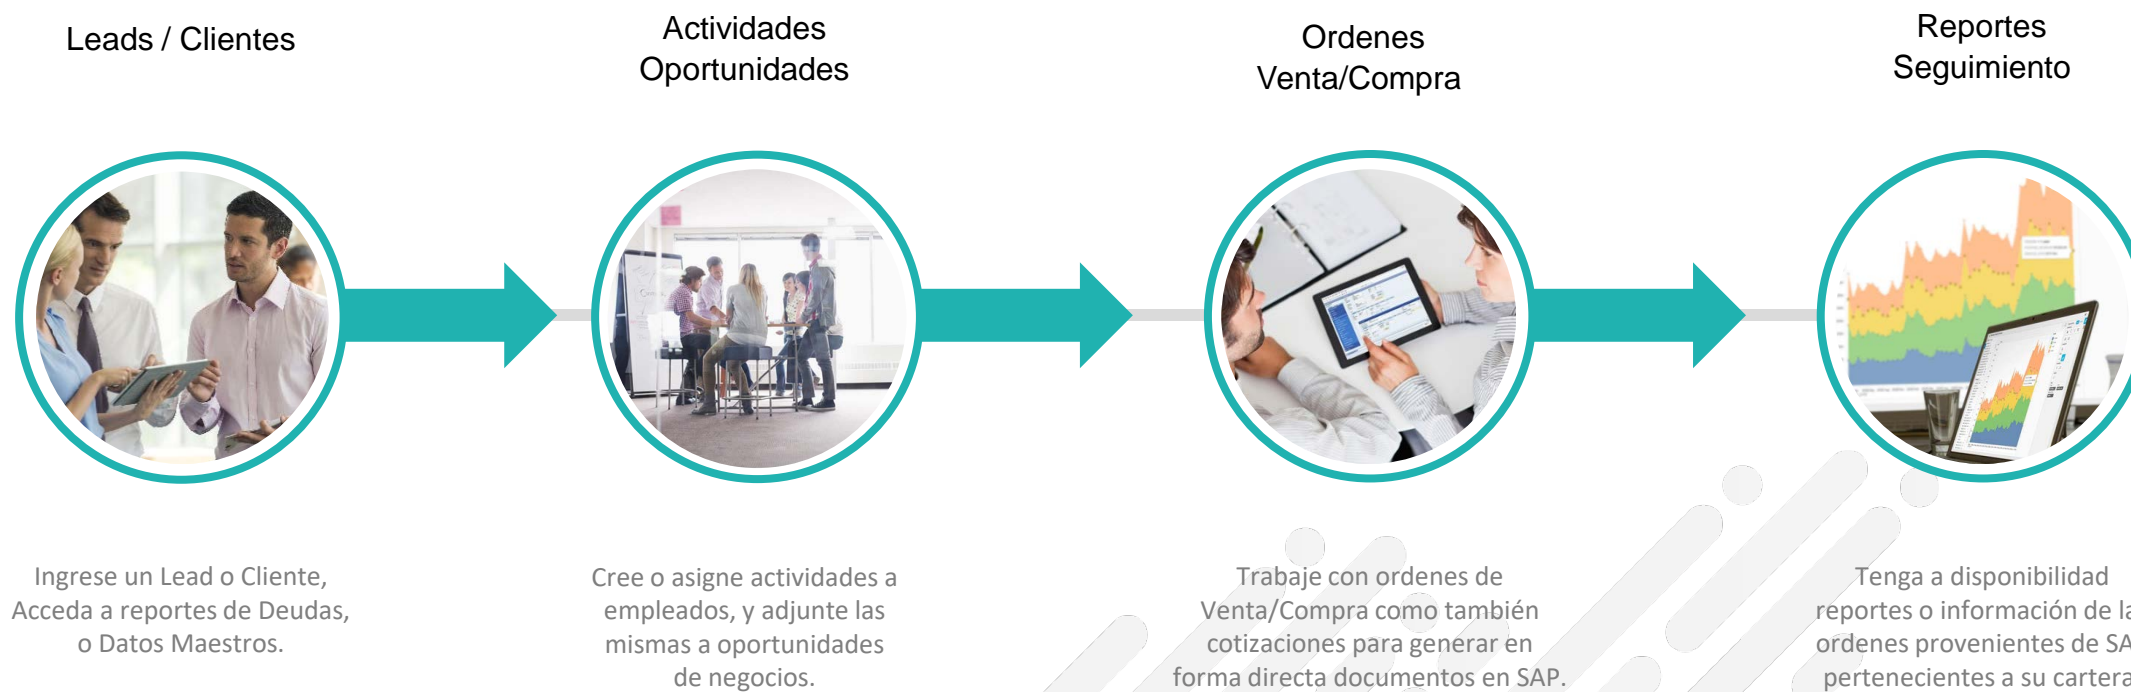 Leads / Clientes
Ingrese un Lead o Cliente,
Acceda a reportes de Deudas,
o Datos Maestros.
Actividades
Oportunidades
Cree o asigne actividades a
empleados, y adjunte las
mismas a oportunidades
de negocios.
Ordenes
Venta/Compra
Trabaje con ordenes de
Venta/Compra como también
cotizaciones para generar en
forma directa documentos en SAP.
Reportes
Seguimiento
Tenga a disponibilidad
reportes o información de
ordenes provenientes de
pertenecientes a su cartera